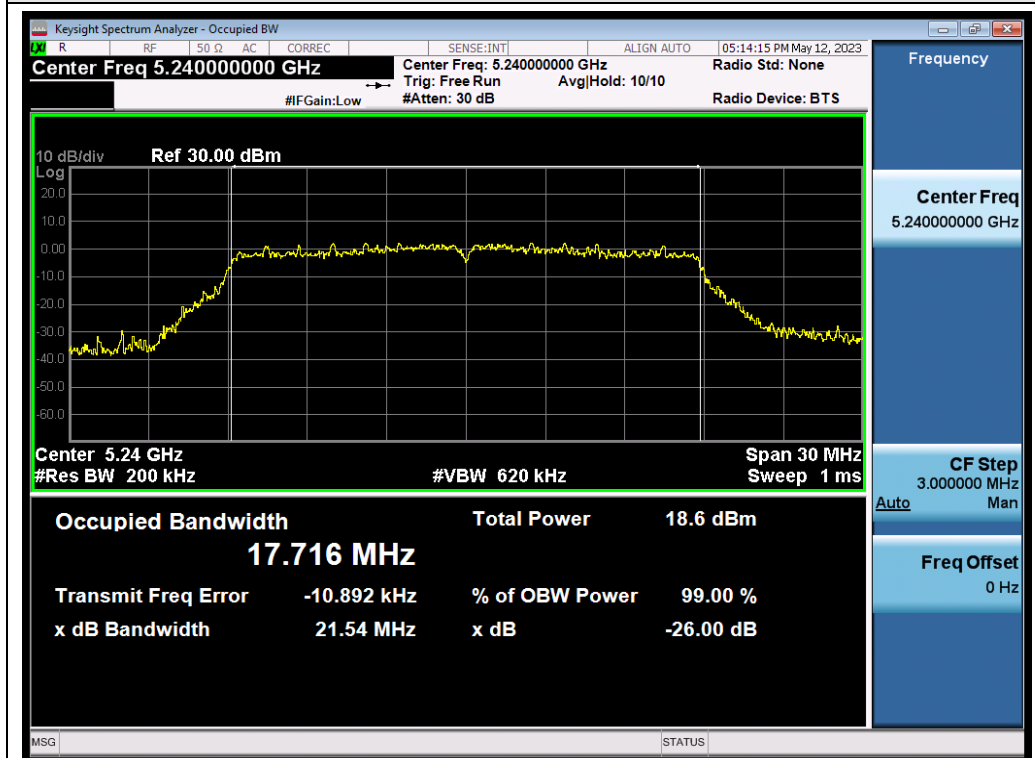 Keysight Spectrum Analyzer - Occupied BW
LXI R RF 50 Ω AC CORREC SENSE:INT ALIGN AUTO 05:14:15 PM May 12, 2023
Center Freq 5.240000000 GHz Center Freq: 5.240000000 GHz Radio Std: None
Trig: Free Run Avg|Hold: 10/10
#IFGain:Low #Atten: 30 dB Radio Device: BTS
10 dB/div Ref 30.00 dBm
Log
20.0
10.0
0.00
-10.0
-20.0
-30.0
-40.0
-50.0
-60.0
Center 5.24 GHz Span 30 MHz
#Res BW 200 kHz #VBW 620 kHz Sweep 1 ms
Occupied Bandwidth Total Power 18.6 dBm
17.716 MHz
Transmit Freq Error -10.892 kHz % of OBW Power 99.00 %
x dB Bandwidth 21.54 MHz x dB -26.00 dB
MSG STATUS
Frequency
Center Freq
5.240000000 GHz
CF Step
3.000000 MHz
Auto Man
Freq Offset
0 Hz